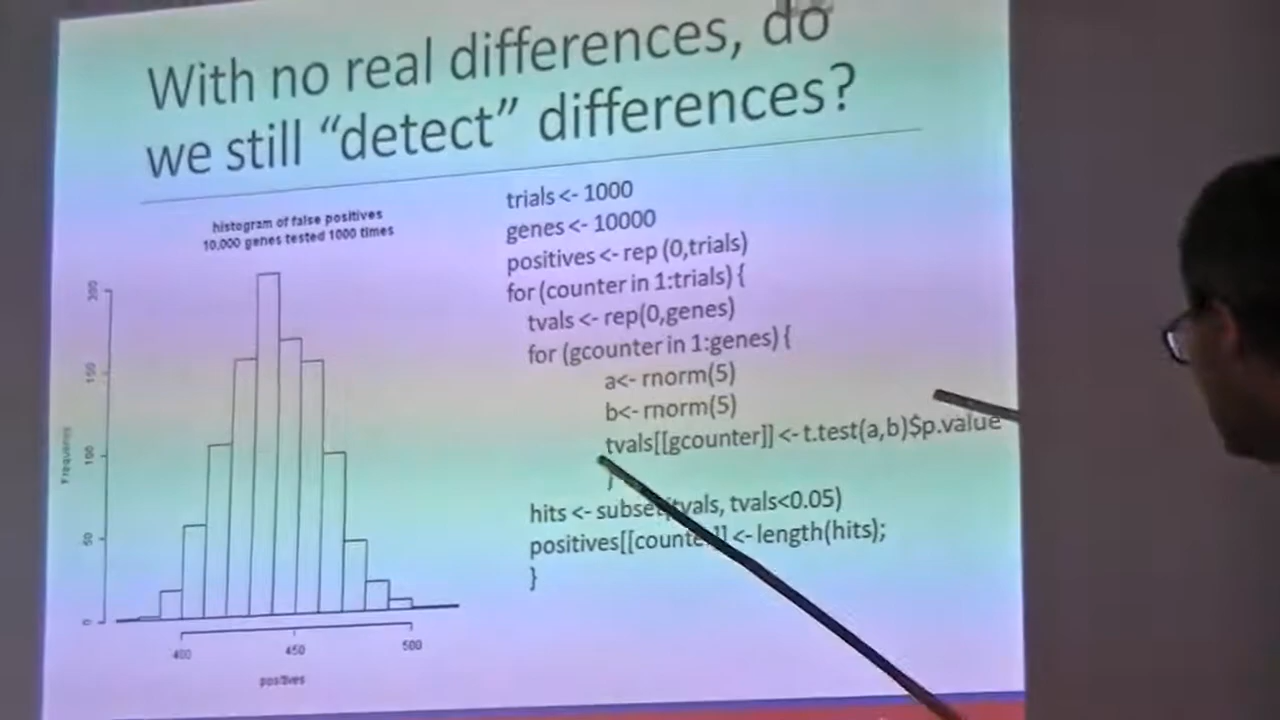 With no real differences, do
we still “detect” differences?
histogram of false positives
10,000 genes tested 1000 times
Frequency
200
150
100
50
0
400
450
500
positives
trials <- 1000
genes <- 10000
positives <- rep (0,trials)
for (counter in 1:trials) {
tvals <- rep(0,genes)
for (gcounter in 1:genes) {
a<- rnorm(5)
b<- rnorm(5)
tvals[[gcounter]] <- t.test(a,b)$p.value
}
hits <- subset(tvals, tvals<0.05)
positives[[counter]] <- length(hits);
}